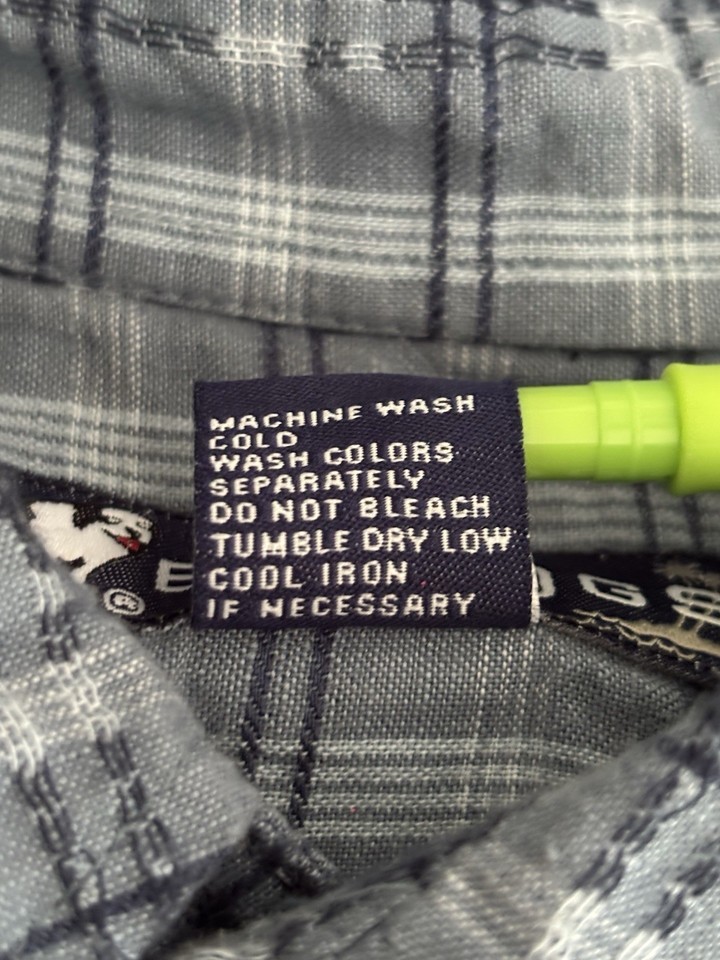 MACHINE WASH
COLD
WASH COLORS
SEPARATELY
DO NOT BLEACH
TUMBLE DRY LOW
COOL IRON
IF NECESSARY
®